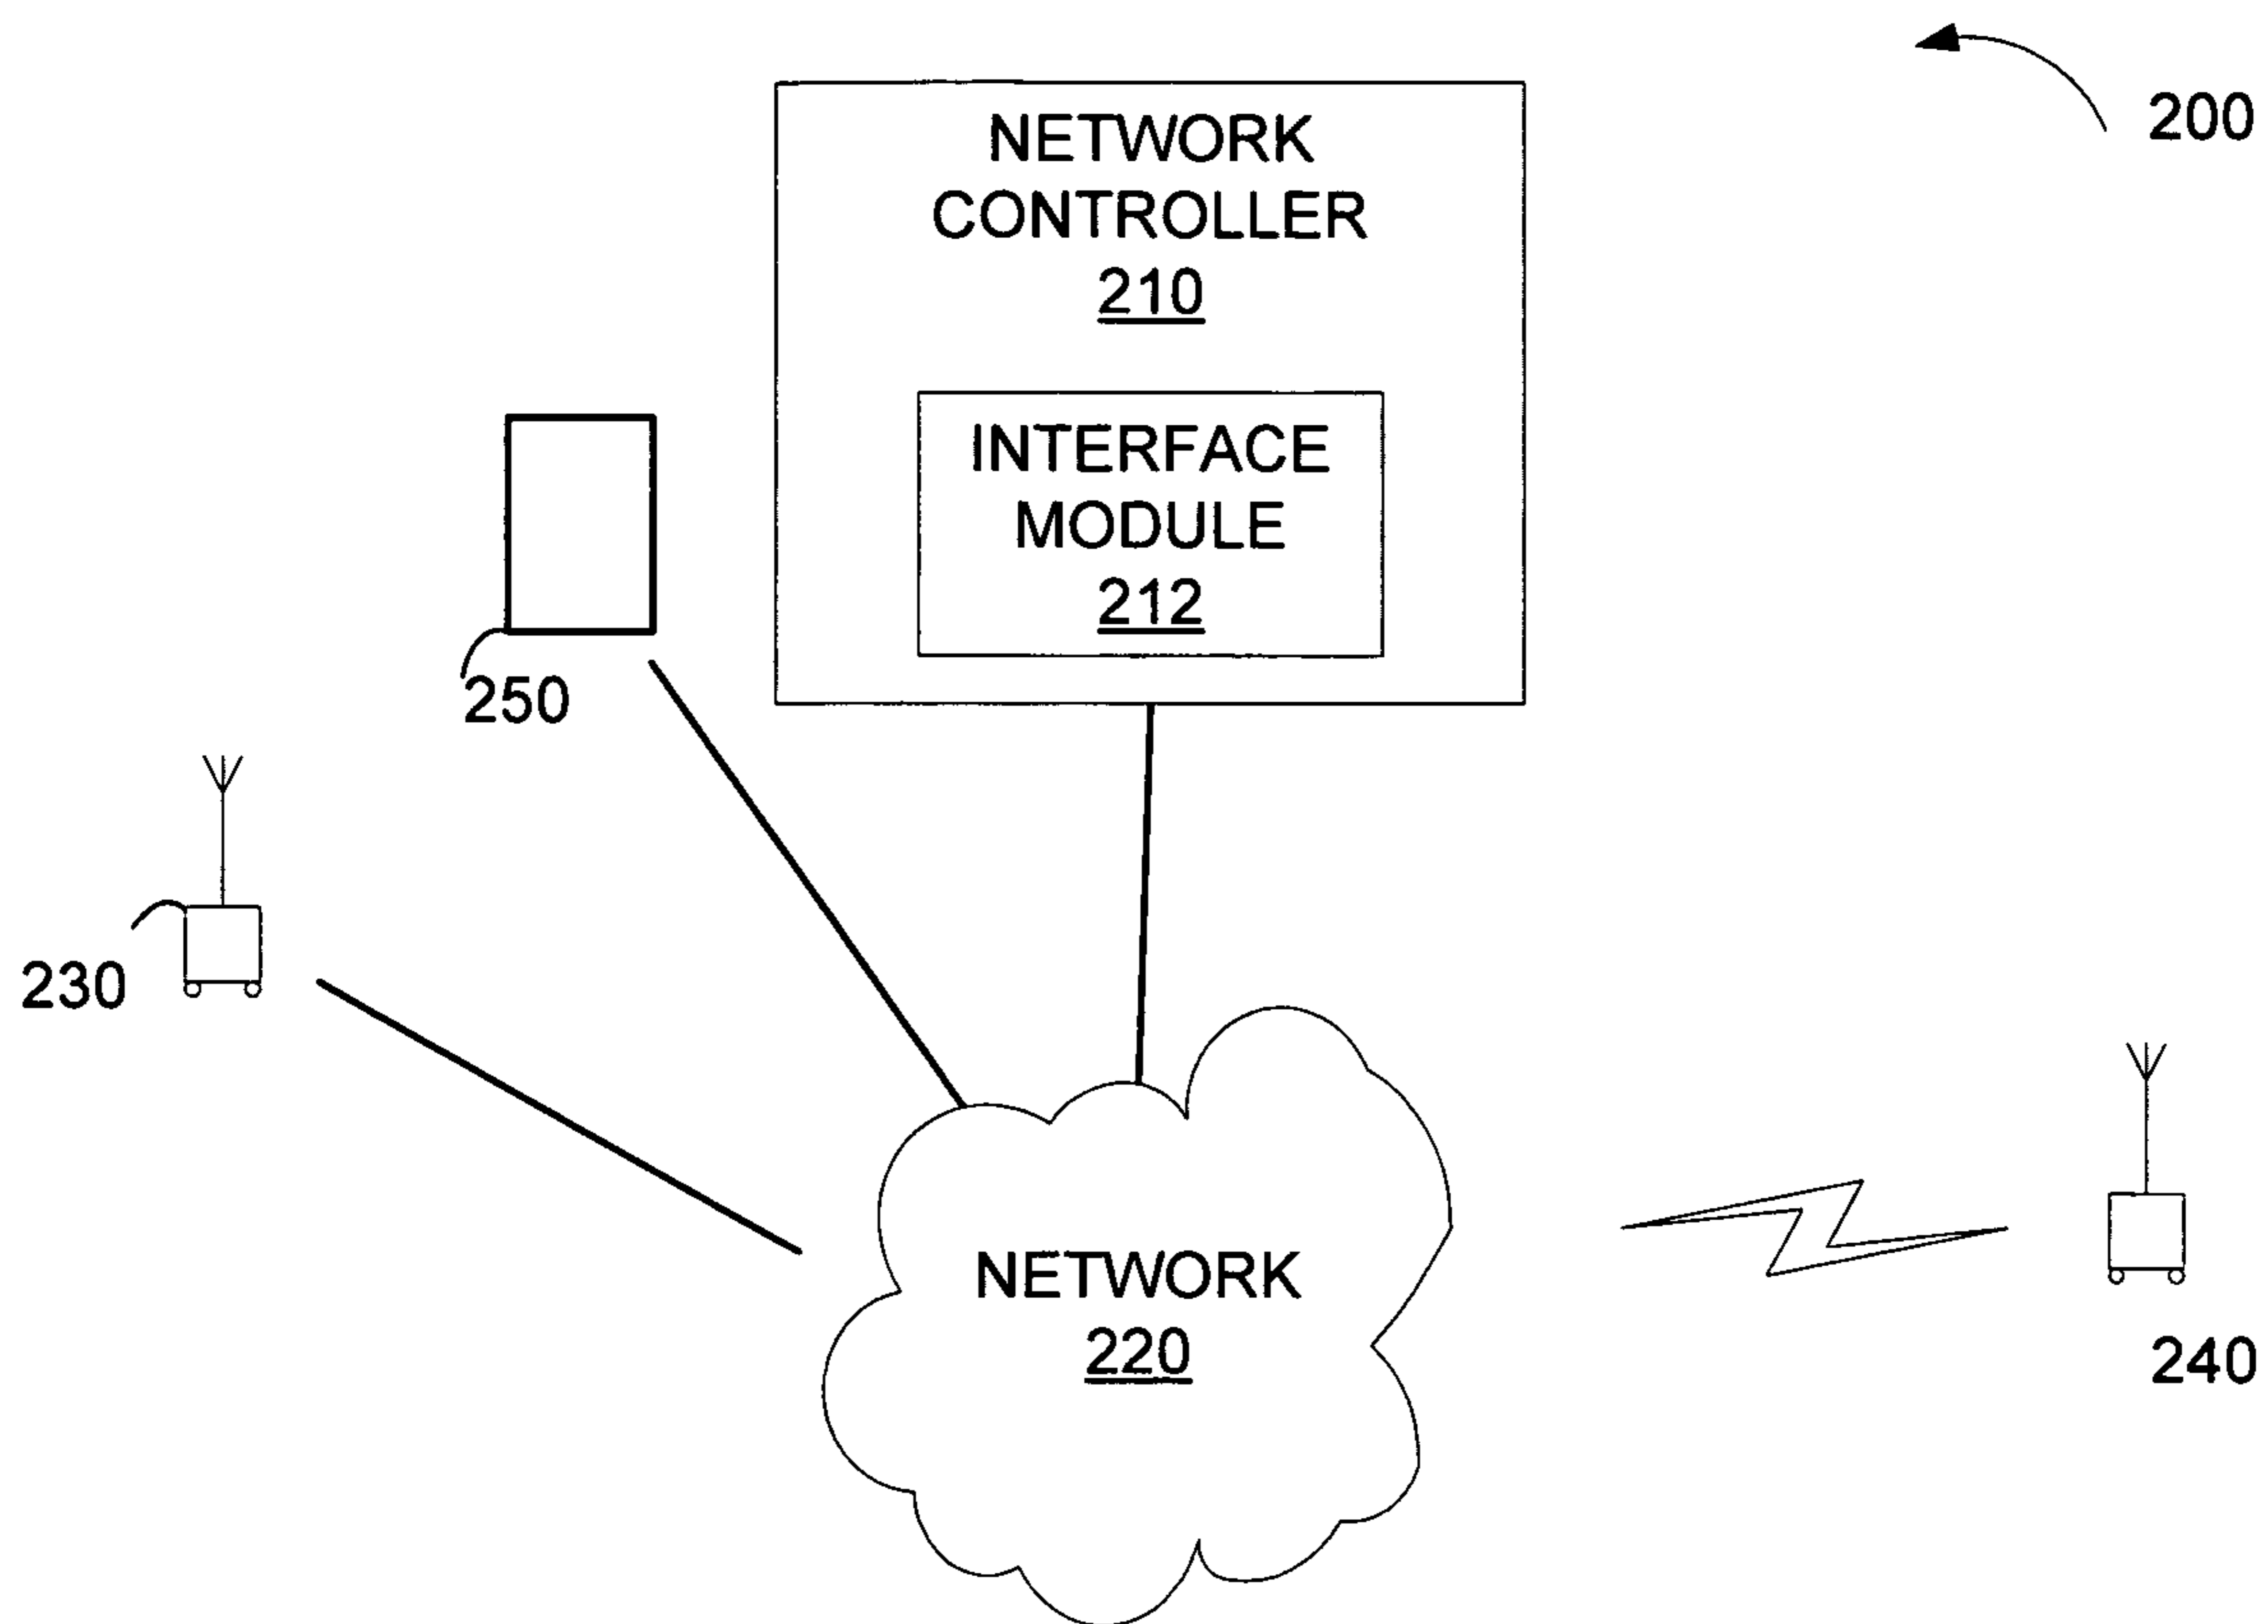 200
NETWORK
CONTROLLER
210
INTERFACE
MODULE
212
250
230
NETWORK
220
240